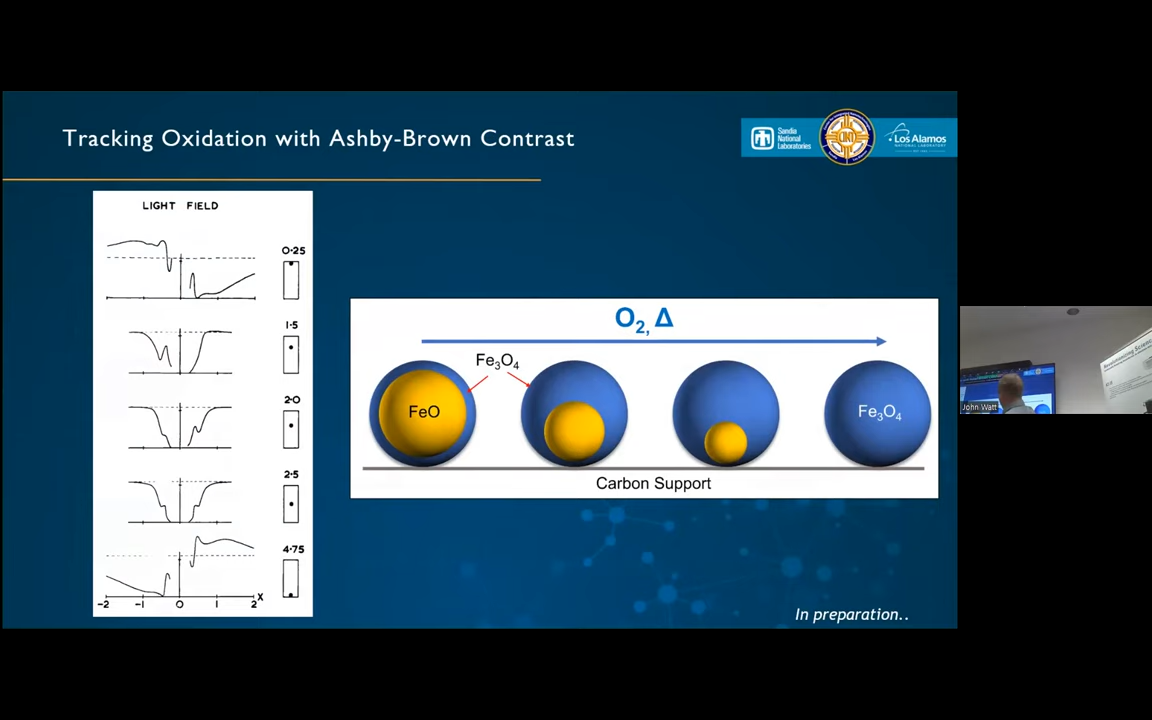 Tracking Oxidation with Ashby-Brown Contrast
Sandia
National
Laboratories
CINT
Los Alamos
NATIONAL LABORATORY
LIGHT FIELD
0·25
1·5
2·0
2·5
4·75
-2 -1 0 1 2 X
O2, Δ
Fe3O4
FeO
Fe3O4
Carbon Support
In preparation..
John Watt